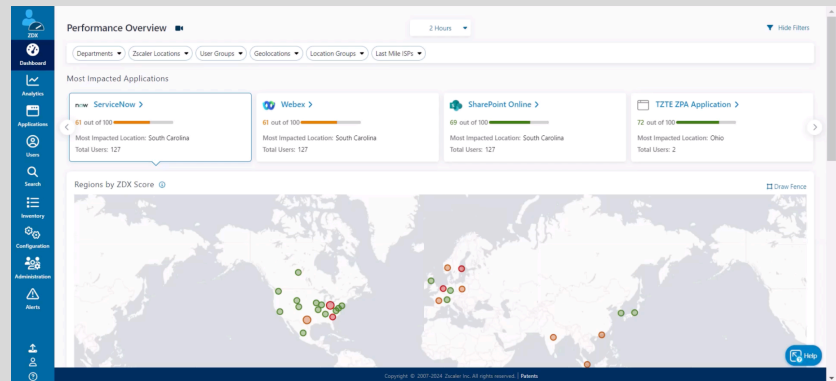 ZDX
Performance Overview
2 Hours
Hide Filters
Dashboard
Departments
Zscaler Locations
User Groups
Geolocations
Location Groups
Last Mile ISPs
Most Impacted Applications
Analytics
Applications
Users
Search
Inventory
Configuration
Administration
Alerts
now ServiceNow >
61 out of 100
Most Impacted Location: South Carolina
Total Users: 127
Webex >
61 out of 100
Most Impacted Location: South Carolina
Total Users: 127
SharePoint Online >
69 out of 100
Most Impacted Location: South Carolina
Total Users: 127
TZTE ZPA Application >
72 out of 100
Most Impacted Location: Ohio
Total Users: 2
Regions by ZDX Score
Draw Fence
Help
Copyright © 2007-2024 Zscaler Inc. All rights reserved. | Patents